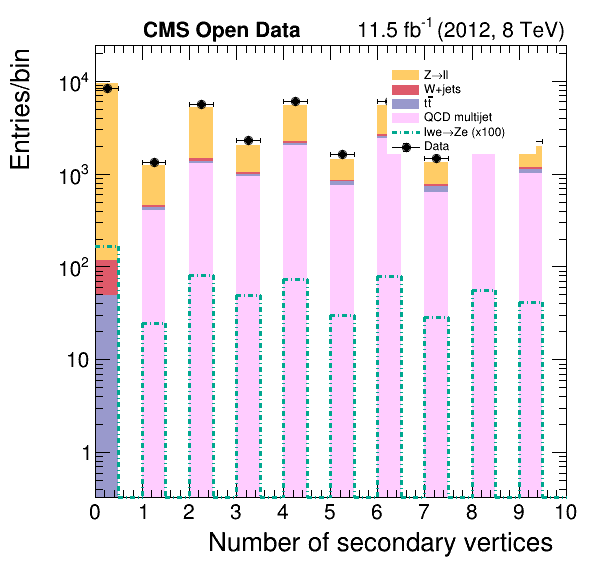 CMS Open Data 11.5 fb⁻¹ (2012, 8 TeV)
Entries/bin
10⁴
10³
10²
10
1
Z→ll
W+jets
tt̄
QCD multijet
lwe→Ze (x100)
Data
0 1 2 3 4 5 6 7 8 9 10
Number of secondary vertices